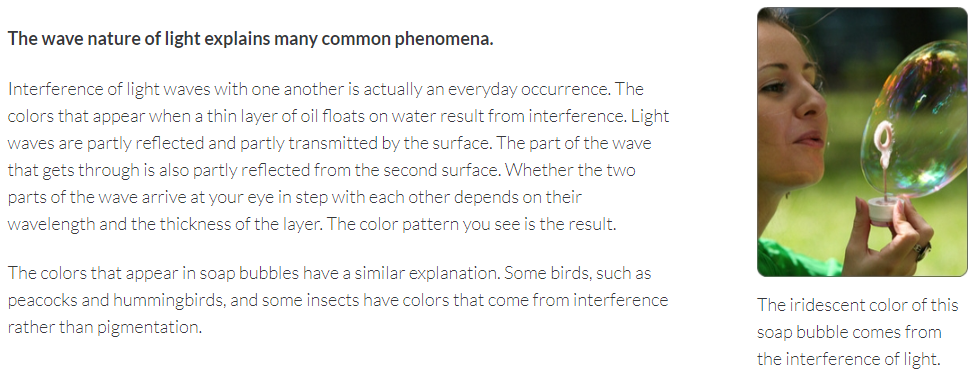 The wave nature of light explains many common phenomena.
Interference of light waves with one another is actually an everyday occurrence. The
colors that appear when a thin layer of oil floats on water result from interference. Light
waves are partly reflected and partly transmitted by the surface. The part of the wave
that gets through is also partly reflected from the second surface. Whether the two
parts of the wave arrive at your eye in step with each other depends on their
wavelength and the thickness of the layer. The color pattern you see is the result.
The colors that appear in soap bubbles have a similar explanation. Some birds, such as
peacocks and hummingbirds, and some insects have colors that come from interference
rather than pigmentation.
The iridescent color of this
soap bubble comes from
the interference of light.